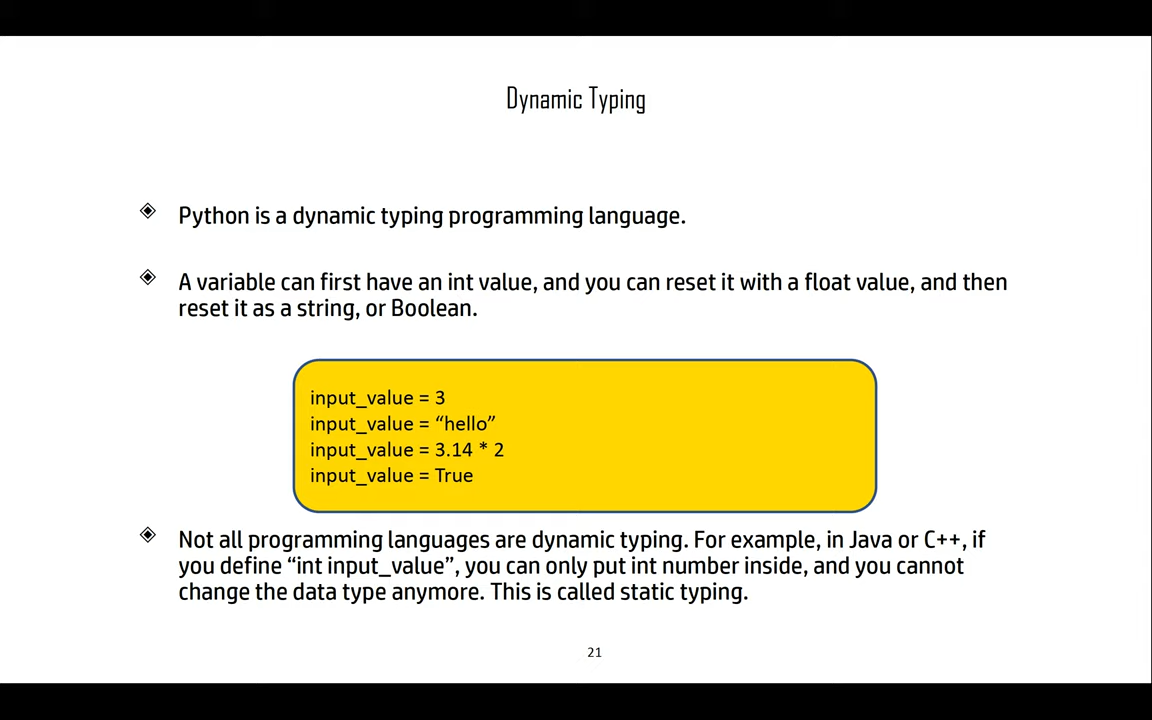 Dynamic Typing
Python is a dynamic typing programming language.
A variable can first have an int value, and you can reset it with a float value, and then
reset it as a string, or Boolean.
input_value = 3
input_value = “hello”
input_value = 3.14 * 2
input_value = True
Not all programming languages are dynamic typing. For example, in Java or C++, if
you define “int input_value”, you can only put int number inside, and you cannot
change the data type anymore. This is called static typing.
21